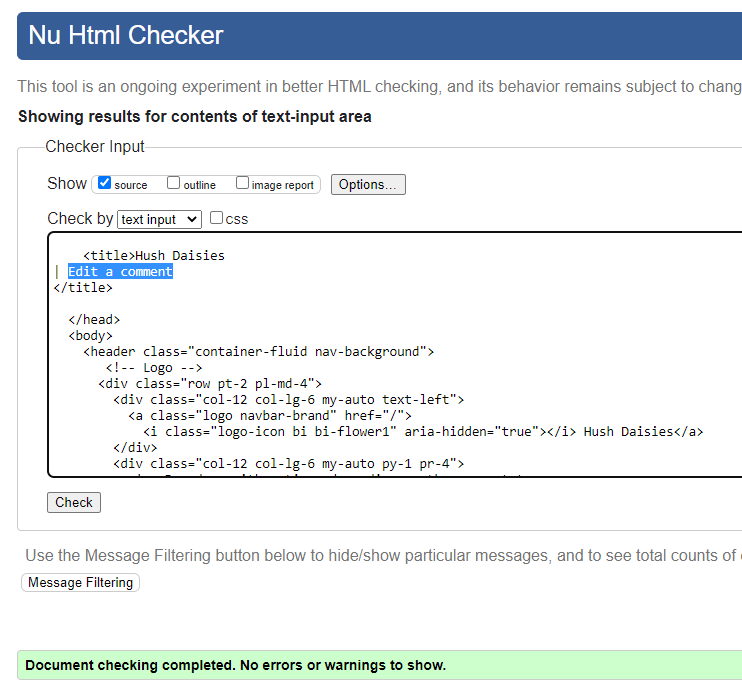 Nu Html Checker
This tool is an ongoing experiment in better HTML checking, and its behavior remains subject to chang
Showing results for contents of text-input area
Checker Input
Show source outline image report Options...
Check by text input css
<title>Hush Daisies
| Edit a comment
</title>
</head>
<body>
<header class="container-fluid nav-background">
<!-- Logo -->
<div class="row pt-2 pl-md-4">
<div class="col-12 col-lg-6 my-auto text-left">
<a class="logo navbar-brand" href="/">
<i class="logo-icon bi bi-flower1" aria-hidden="true"></i> Hush Daisies</a>
</div>
<div class="col-12 col-lg-6 my-auto py-1 pr-4">
Check
Use the Message Filtering button below to hide/show particular messages, and to see total counts of
Message Filtering
Document checking completed. No errors or warnings to show.